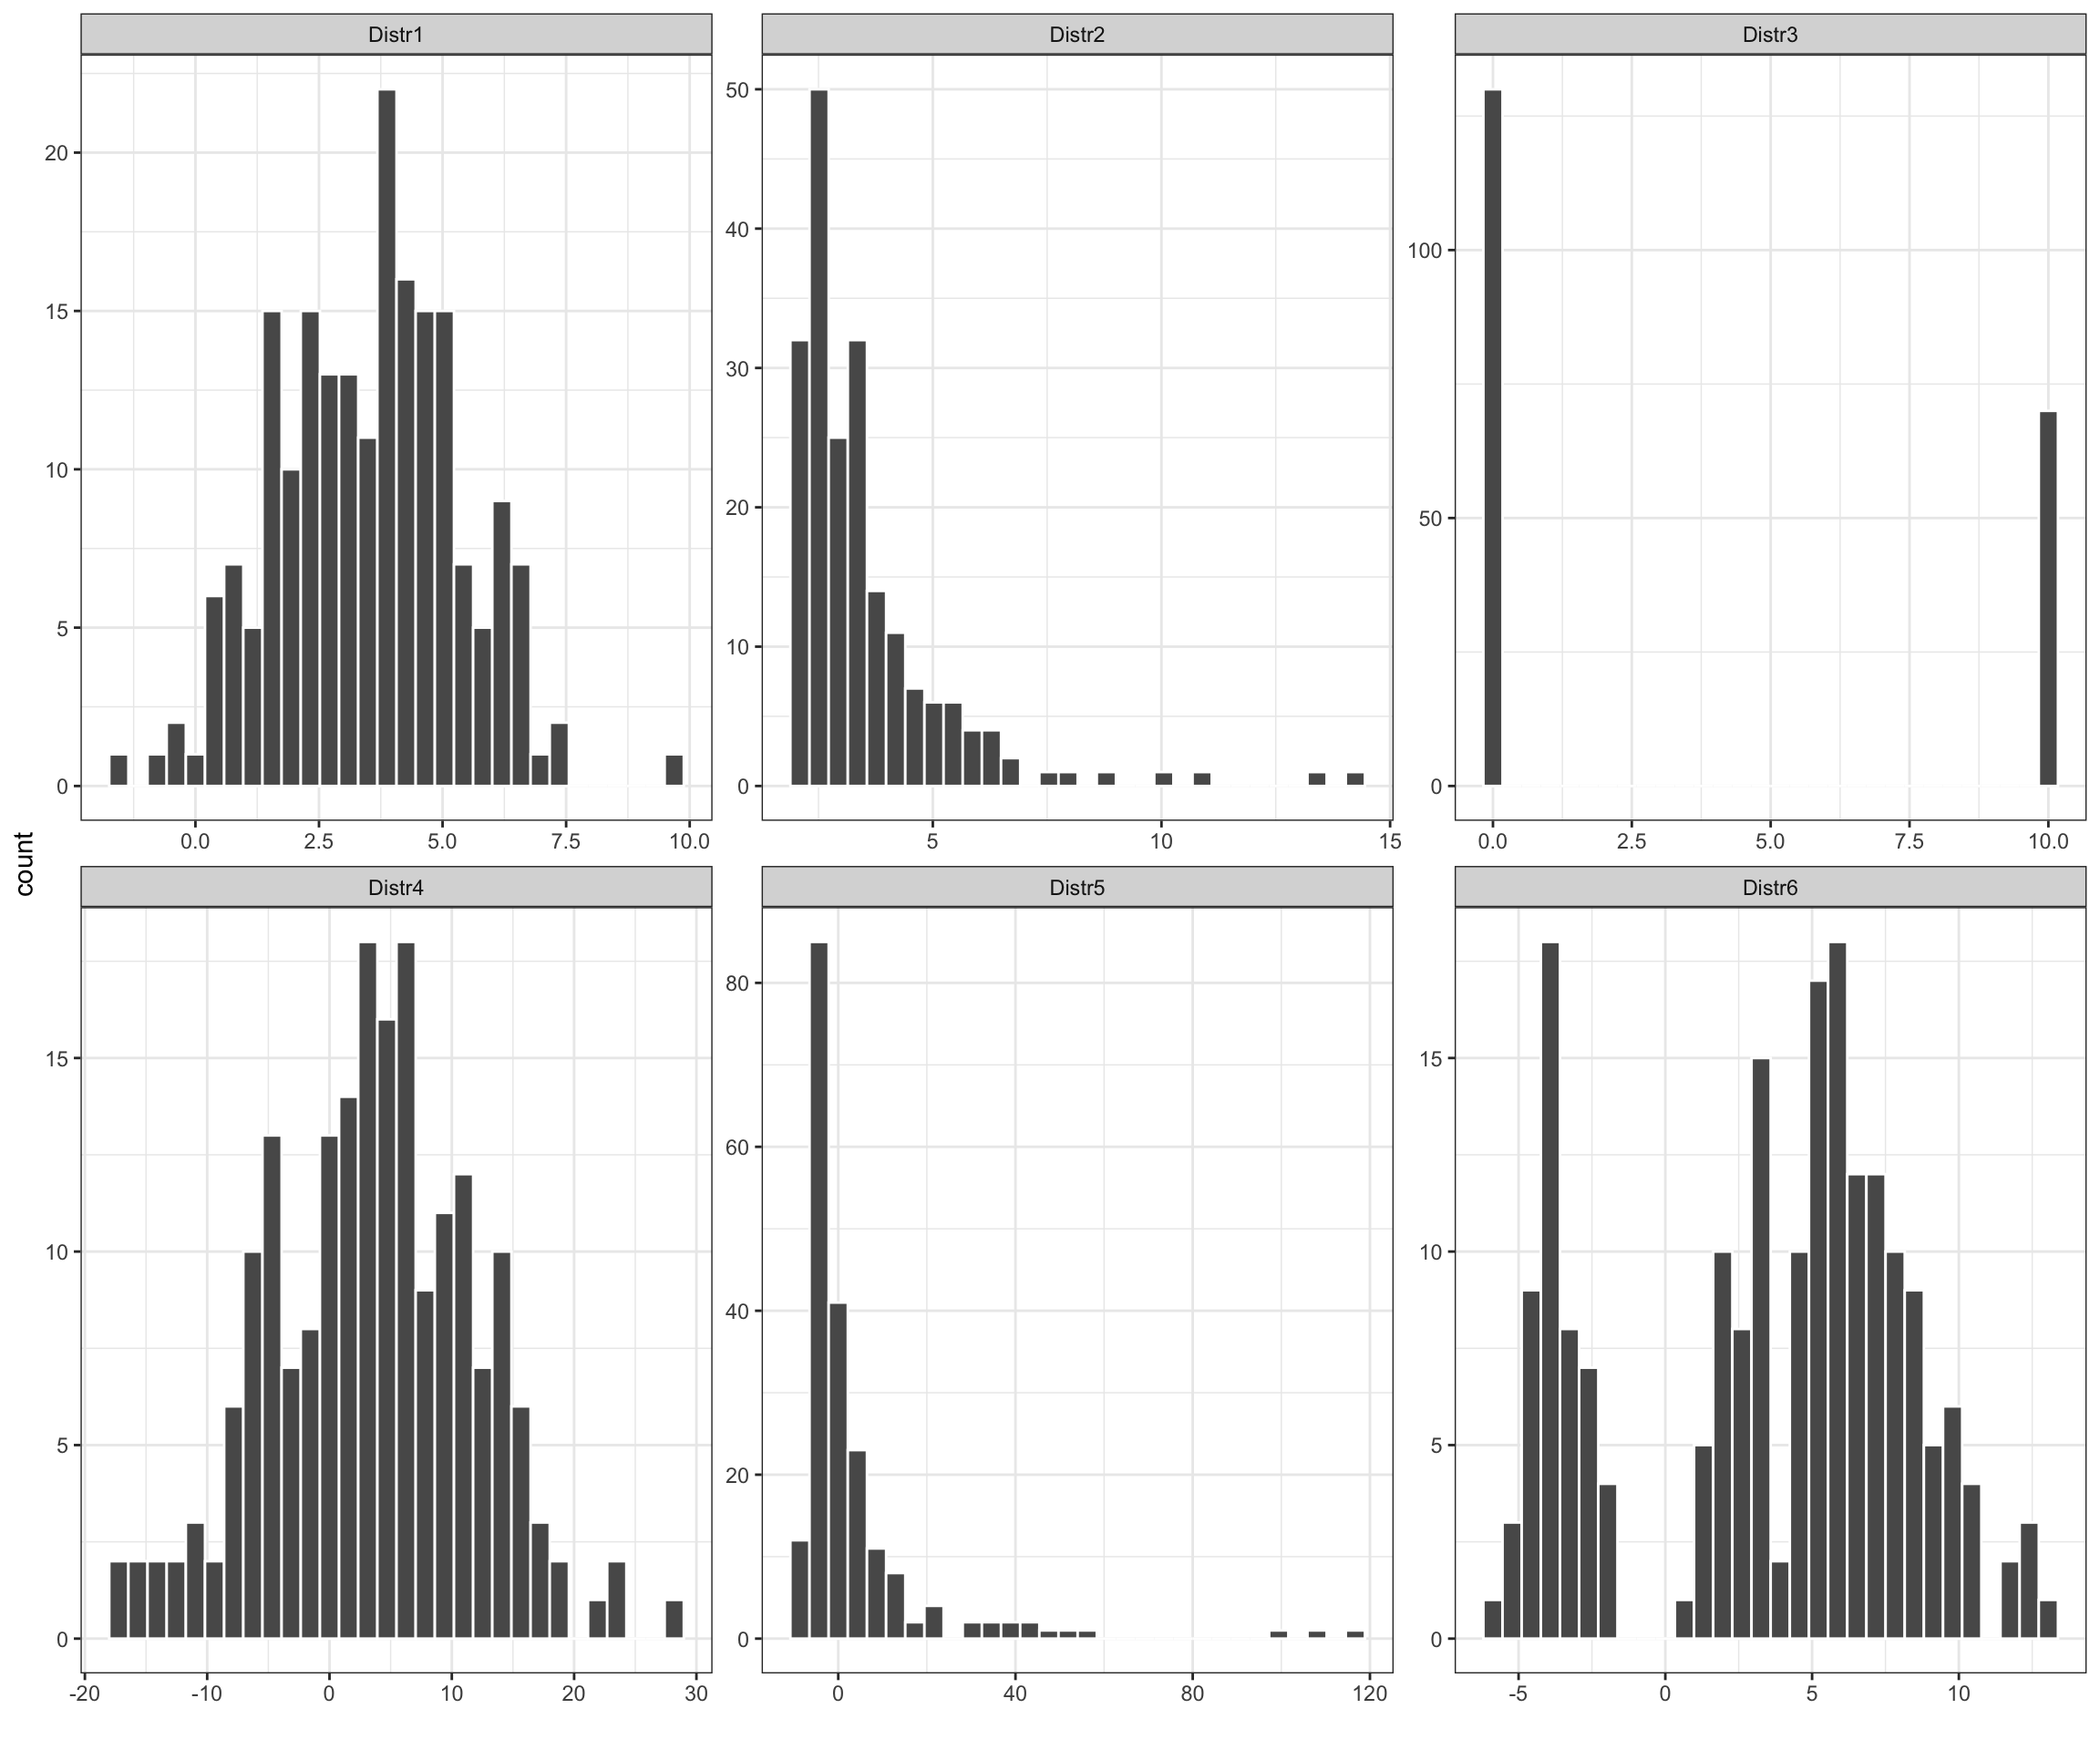 Distr1 Distr2 Distr3
20 15 10 5 0
50 40 30 20 10 0
100 50 0
0.0 2.5 5.0 7.5 10.0
5 10 15
0.0 2.5 5.0 7.5 10.0
count
Distr4 Distr5 Distr6
15 10 5 0
80 60 40 20 0
15 10 5 0
-20 -10 0 10 20 30
0 40 80 120
-5 0 5 10